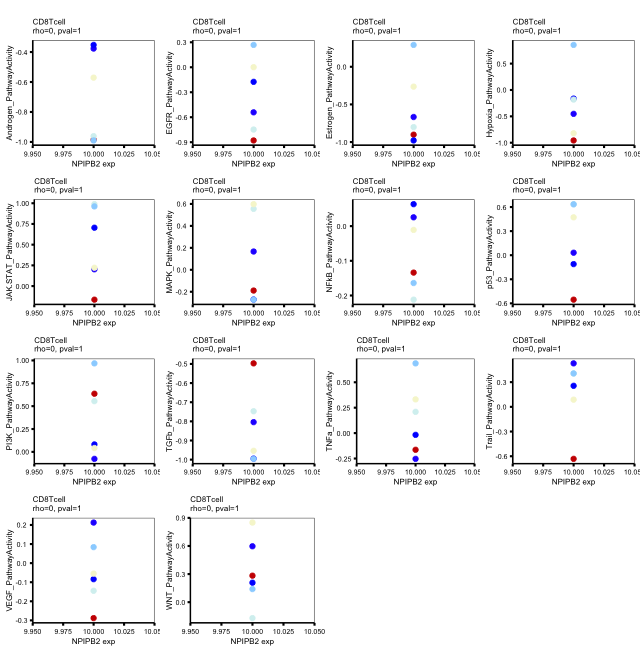 CD8Tcell
rho=0, pval=1
Androgen_PathwayActivity
-0.4
-0.6
-0.8
-1.0
9.950 9.975 10.000 10.025 10.05
NPIPB2 exp
CD8Tcell
rho=0, pval=1
EGFR_PathwayActivity
0.3
0.0
-0.3
-0.6
-0.9
9.950 9.975 10.000 10.025 10.05
NPIPB2 exp
CD8Tcell
rho=0, pval=1
Estrogen_PathwayActivity
0.0
-0.5
-1.0
9.950 9.975 10.000 10.025 10.05
NPIPB2 exp
CD8Tcell
rho=0, pval=1
Hypoxia_PathwayActivity
0.5
0.0
-0.5
-1.0
9.950 9.975 10.000 10.025 10.05
NPIPB2 exp
CD8Tcell
rho=0, pval=1
JAK.STAT_PathwayActivity
1.00
0.75
0.50
0.25
0.00
9.950 9.975 10.000 10.025 10.05
NPIPB2 exp
CD8Tcell
rho=0, pval=1
MAPK_PathwayActivity
0.6
0.4
0.2
0.0
-0.2
9.950 9.975 10.000 10.025 10.05
NPIPB2 exp
CD8Tcell
rho=0, pval=1
NFkB_PathwayActivity
0.0
-0.1
-0.2
9.950 9.975 10.000 10.025 10.05
NPIPB2 exp
CD8Tcell
rho=0, pval=1
p53_PathwayActivity
0.6
0.3
0.0
-0.3
-0.6
9.950 9.975 10.000 10.025 10.05
NPIPB2 exp
CD8Tcell
rho=0, pval=1
PI3K_PathwayActivity
1.00
0.75
0.50
0.25
0.00
9.950 9.975 10.000 10.025 10.05
NPIPB2 exp
CD8Tcell
rho=0, pval=1
TGFb_PathwayActivity
-0.5
-0.6
-0.7
-0.8
-0.9
-1.0
9.950 9.975 10.000 10.025 10.05
NPIPB2 exp
CD8Tcell
rho=0, pval=1
TNFa_PathwayActivity
0.50
0.25
0.00
-0.25
9.950 9.975 10.000 10.025 10.05
NPIPB2 exp
CD8Tcell
rho=0, pval=1
Trail_PathwayActivity
0.3
0.0
-0.3
-0.6
9.950 9.975 10.000 10.025 10.05
NPIPB2 exp
CD8Tcell
rho=0, pval=1
VEGF_PathwayActivity
0.2
0.1
0.0
-0.1
-0.2
-0.3
9.950 9.975 10.000 10.025 10.05
NPIPB2 exp
CD8Tcell
rho=0, pval=1
WNT_PathwayActivity
0.9
0.6
0.3
0.0
9.950 9.975 10.000 10.025 10.050
NPIPB2 exp